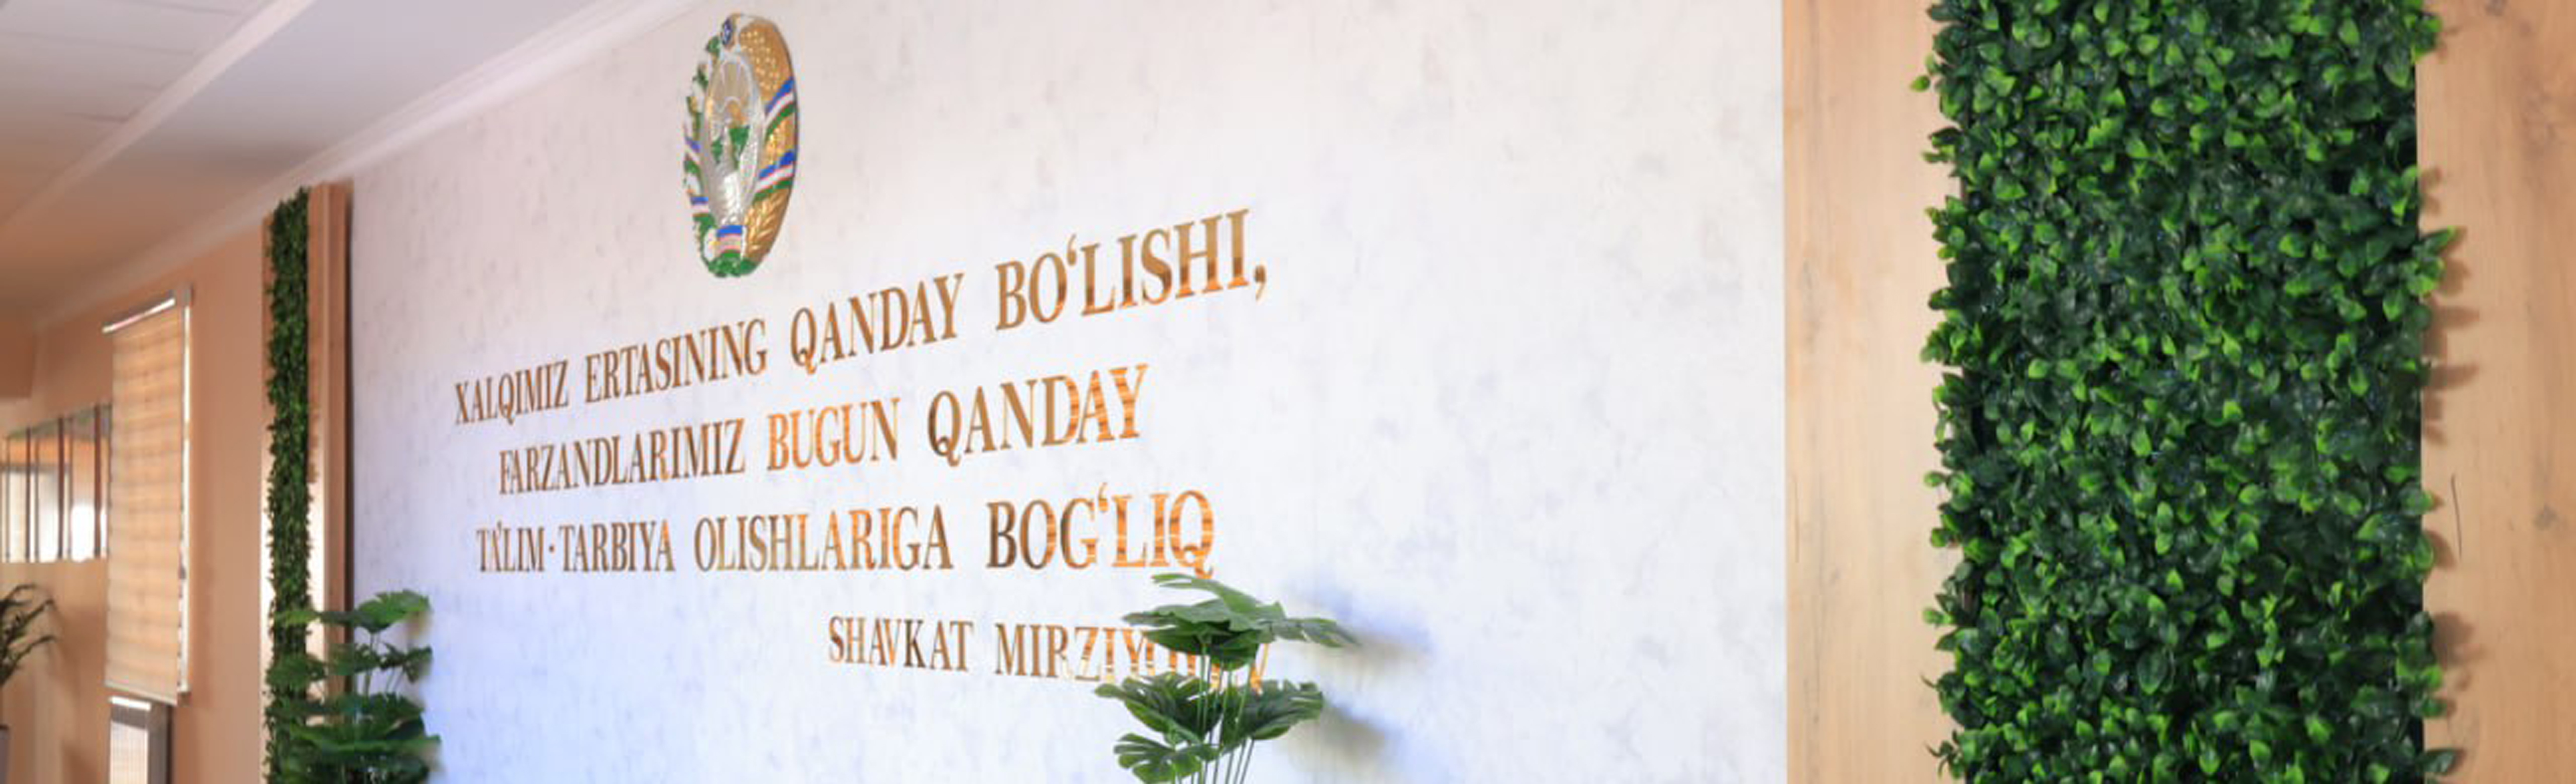 XALQIMIZ ERTASINING QANDAY BO‘LISHI,
FARZANDLARIMIZ BUGUN QANDAY
TA’LIM-TARBIYA OLISHLARIGA BOG‘LIQ
SHAVKAT